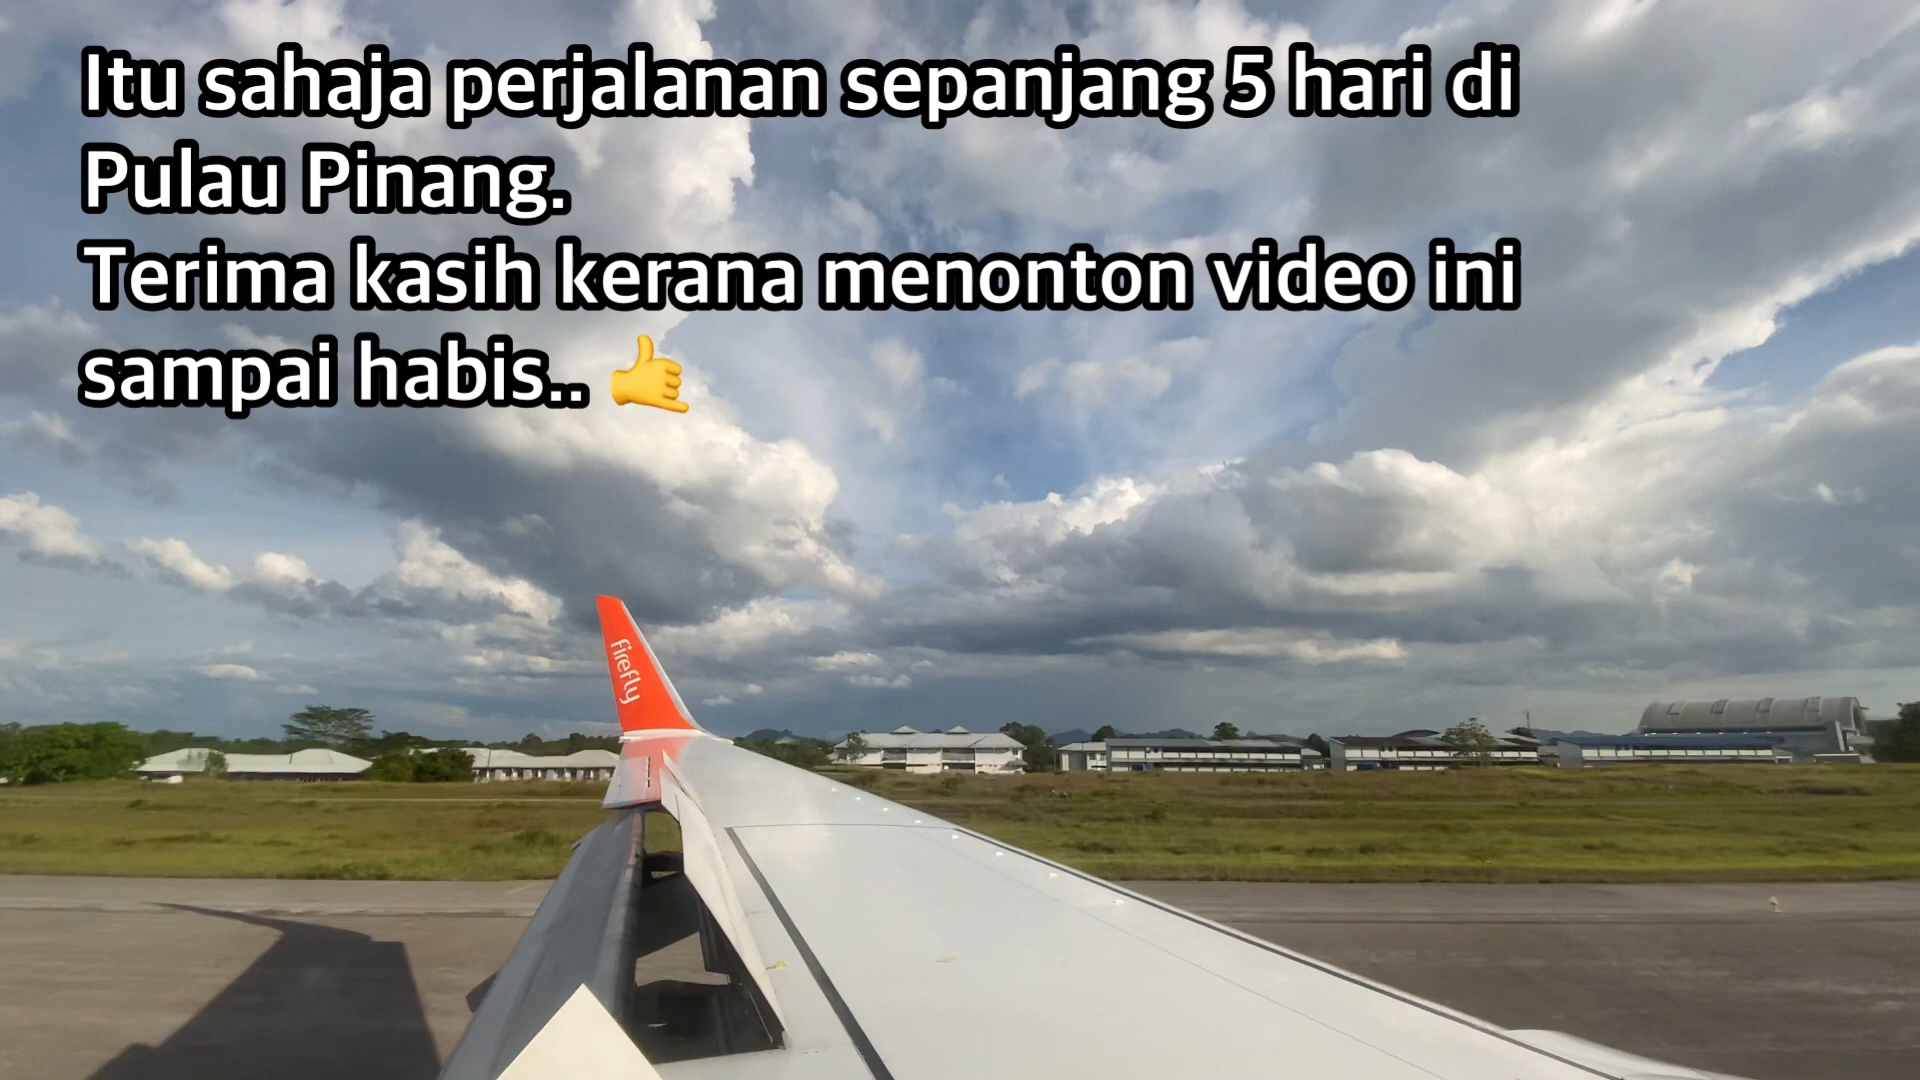 Itu sahaja perjalanan sepanjang 5 hari di
Pulau Pinang.
Terima kasih kerana menonton video ini
sampai habis.. 🤙
firefly